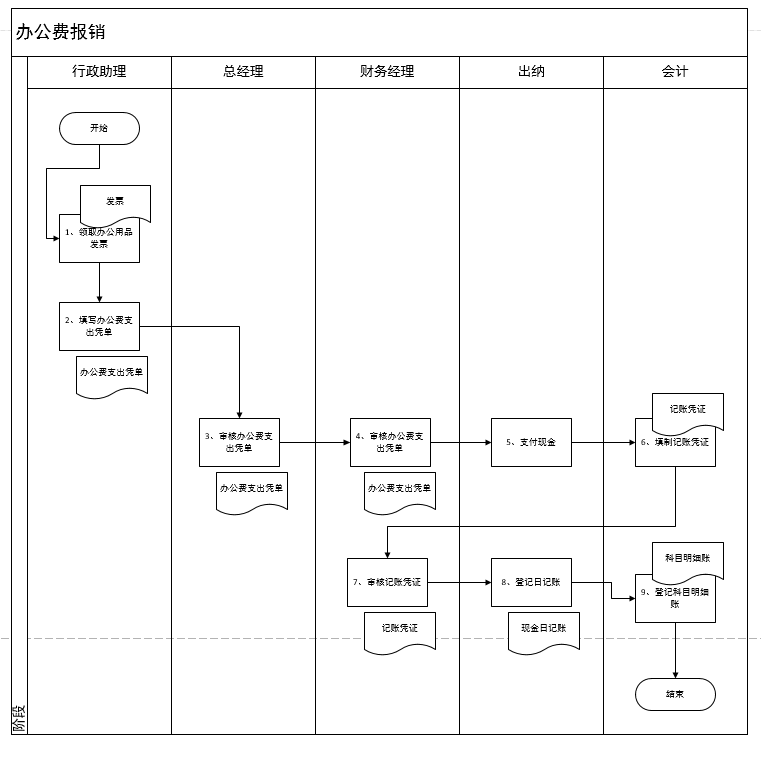 办公费报销
行政助理
总经理
财务经理
出纳
会计
开始
发票
1、领取办公用品
发票
2、填写办公费支
出凭单
办公费支出凭单
3、审核办公费支
出凭单
办公费支出凭单
4、审核办公费支
出凭单
办公费支出凭单
5、支付现金
记账凭证
6、填制记账凭证
7、审核记账凭证
记账凭证
8、登记日记账
现金日记账
科目明细账
9、登记科目明细
账
结束
阶段